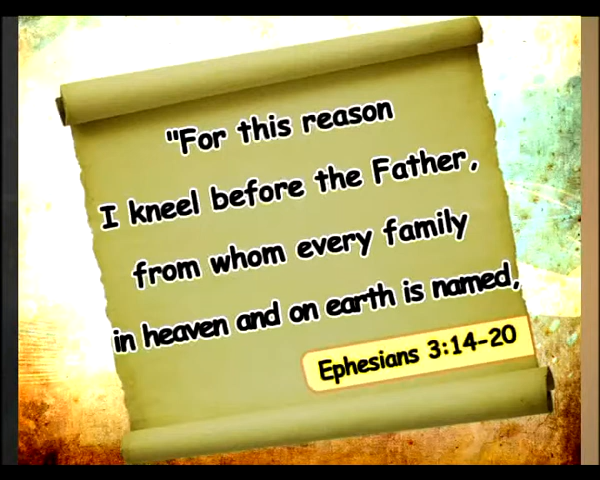 "For this reason
I kneel before the Father,
from whom every family
in heaven and on earth is named,
Ephesians 3:14-20